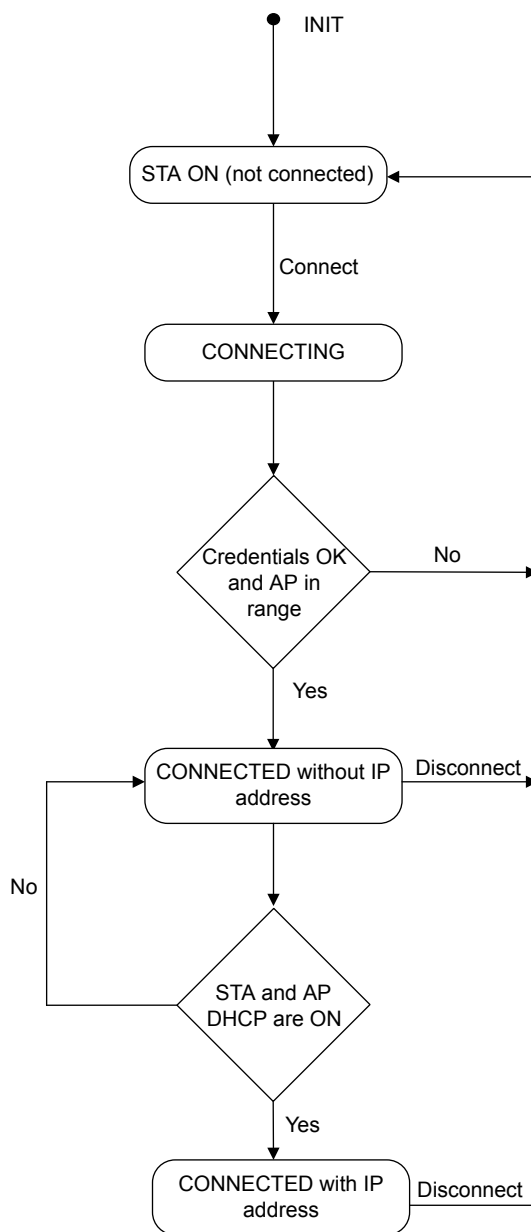 INIT
STA ON (not connected)
Connect
CONNECTING
Credentials OK
and AP in
range
No
Yes
CONNECTED without IP
address
Disconnect
No
STA and AP
DHCP are ON
Yes
CONNECTED with IP
address
Disconnect